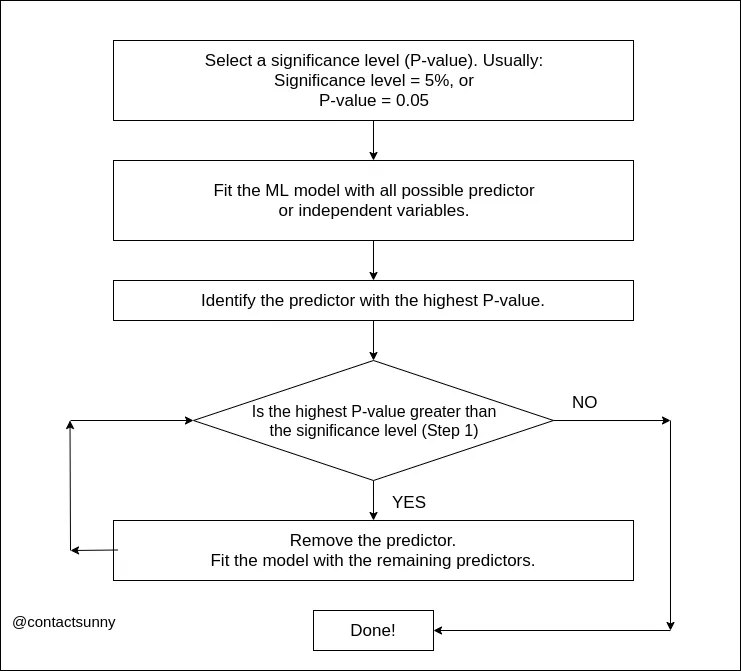 Select a significance level (P-value). Usually:
Significance level = 5%, or
P-value = 0.05
Fit the ML model with all possible predictor
or independent variables.
Identify the predictor with the highest P-value.
Is the highest P-value greater than
the significance level (Step 1)
NO
YES
Remove the predictor.
Fit the model with the remaining predictors.
@contactsunny
Done!